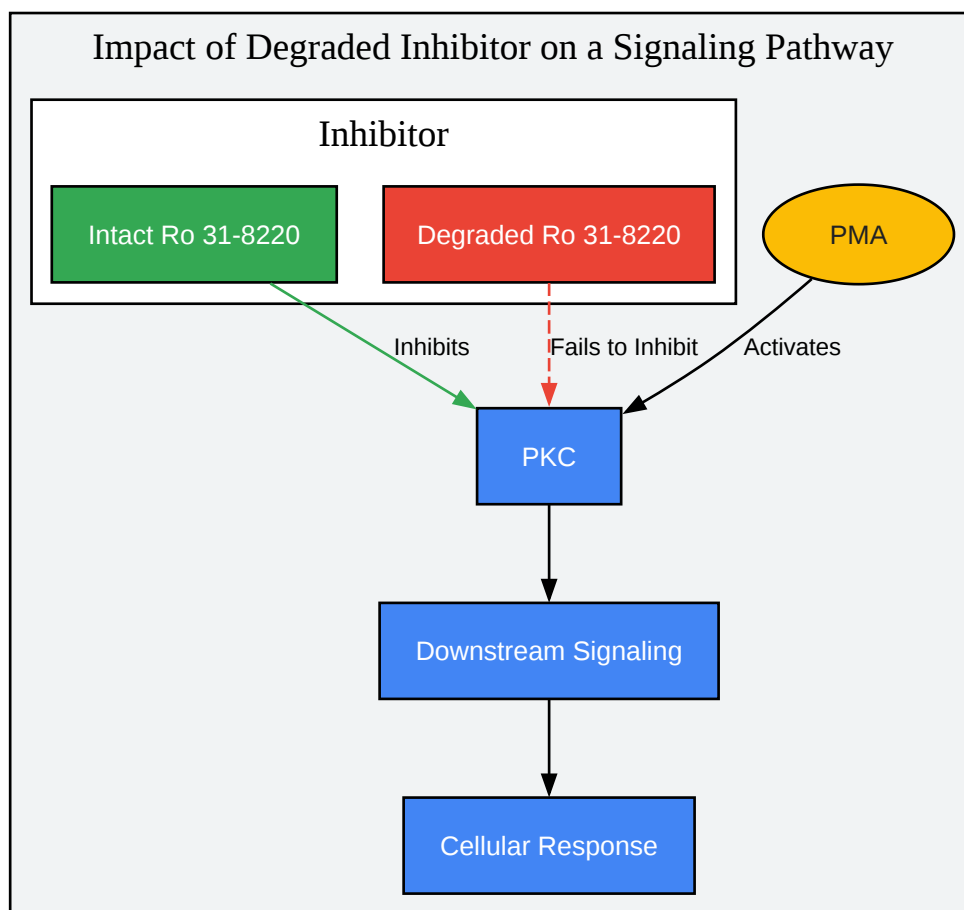 Impact of Degraded Inhibitor on a Signaling Pathway
Inhibitor
Intact Ro 31-8220
Degraded Ro 31-8220
PMA
Inhibits
Fails to Inhibit
Activates
PKC
Downstream Signaling
Cellular Response